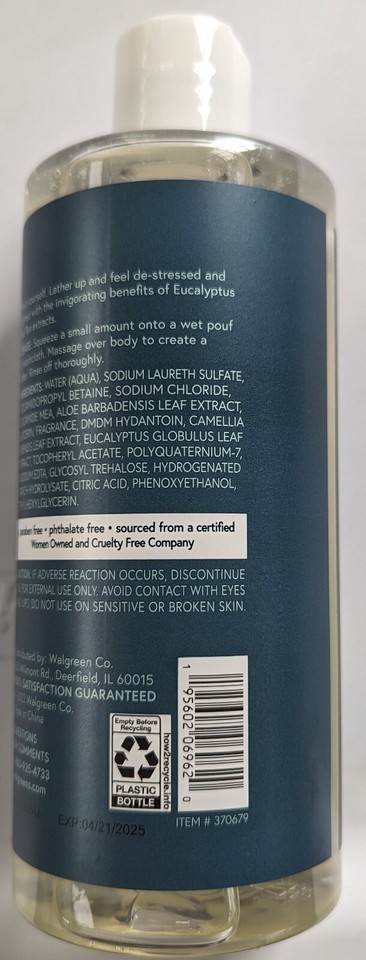 yourself. Lather up and feel de-stressed and
with the invigorating benefits of Eucalyptus
extracts.
Squeeze a small amount onto a wet pouf
Massage over body to create a
Rinse off thoroughly.
WATER (AQUA), SODIUM LAURETH SULFATE,
BETAINE, SODIUM CHLORIDE,
MEA, ALOE BARBADENSIS LEAF EXTRACT,
FRAGRANCE, DMDM HYDANTOIN, CAMELLIA
LEAF EXTRACT, EUCALYPTUS GLOBULUS LEAF
TOCOPHERYL ACETATE, POLYQUATERNIUM-7,
GLYCOSYL TREHALOSE, HYDROGENATED
CITRIC ACID, PHENOXYETHANOL,
free • phthalate free • sourced from a certified
Women Owned and Cruelty Free Company
IF ADVERSE REACTION OCCURS, DISCONTINUE
FOR EXTERNAL USE ONLY. AVOID CONTACT WITH EYES
DO NOT USE ON SENSITIVE OR BROKEN SKIN.
by: Walgreen Co.
Rd., Deerfield, IL 60015
SATISFACTION GUARANTEED
Walgreen Co.
in China
COMMENTS
Empty Before
Recycling
PLASTIC
BOTTLE
how2recycle.info
1 95602 06962 0
EXP:04/21/2025
ITEM # 370679